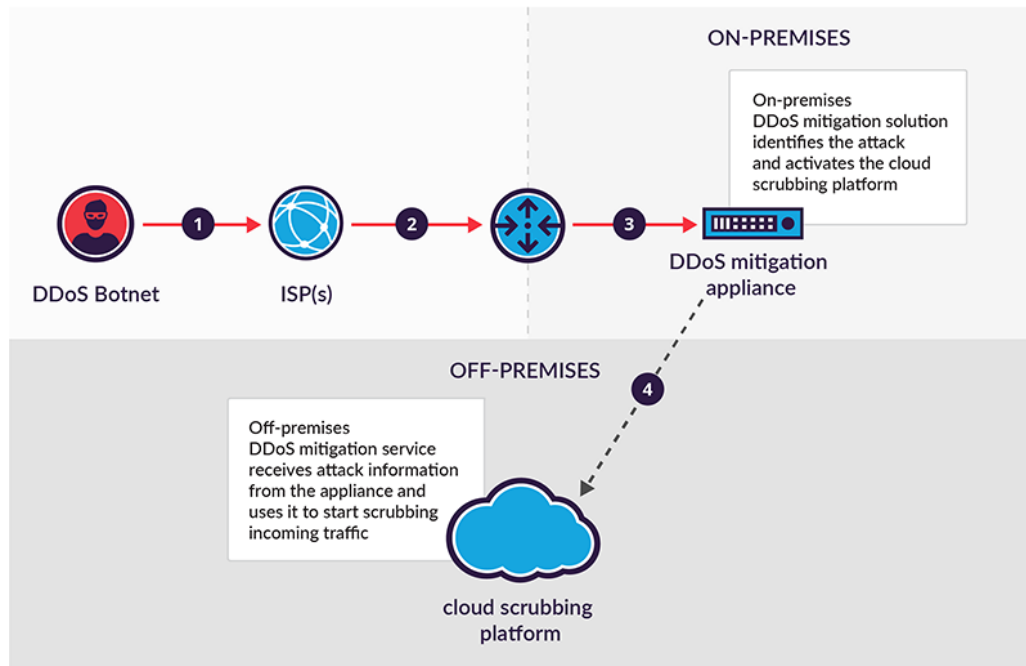 ON-PREMISES
On-premises
DDoS mitigation solution
identifies the attack
and activates the cloud
scrubbing platform
1
2
3
DDoS Botnet
ISP(s)
DDoS mitigation
appliance
OFF-PREMISES
4
Off-premises
DDoS mitigation service
receives attack information
from the appliance and
uses it to start scrubbing
incoming traffic
cloud scrubbing
platform